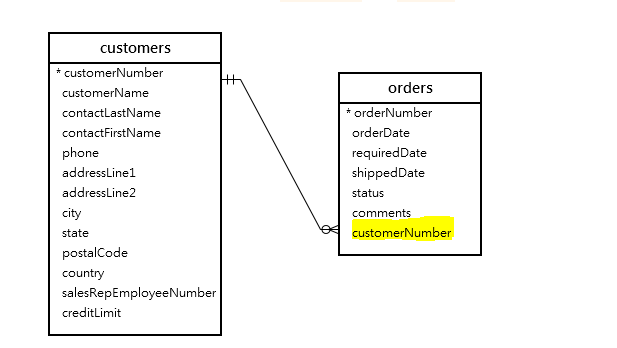 customers
* customerNumber
customerName
contactLastName
contactFirstName
phone
addressLine1
addressLine2
city
state
postalCode
country
salesRepEmployeeNumber
creditLimit
orders
* orderNumber
orderDate
requiredDate
shippedDate
status
comments
customerNumber